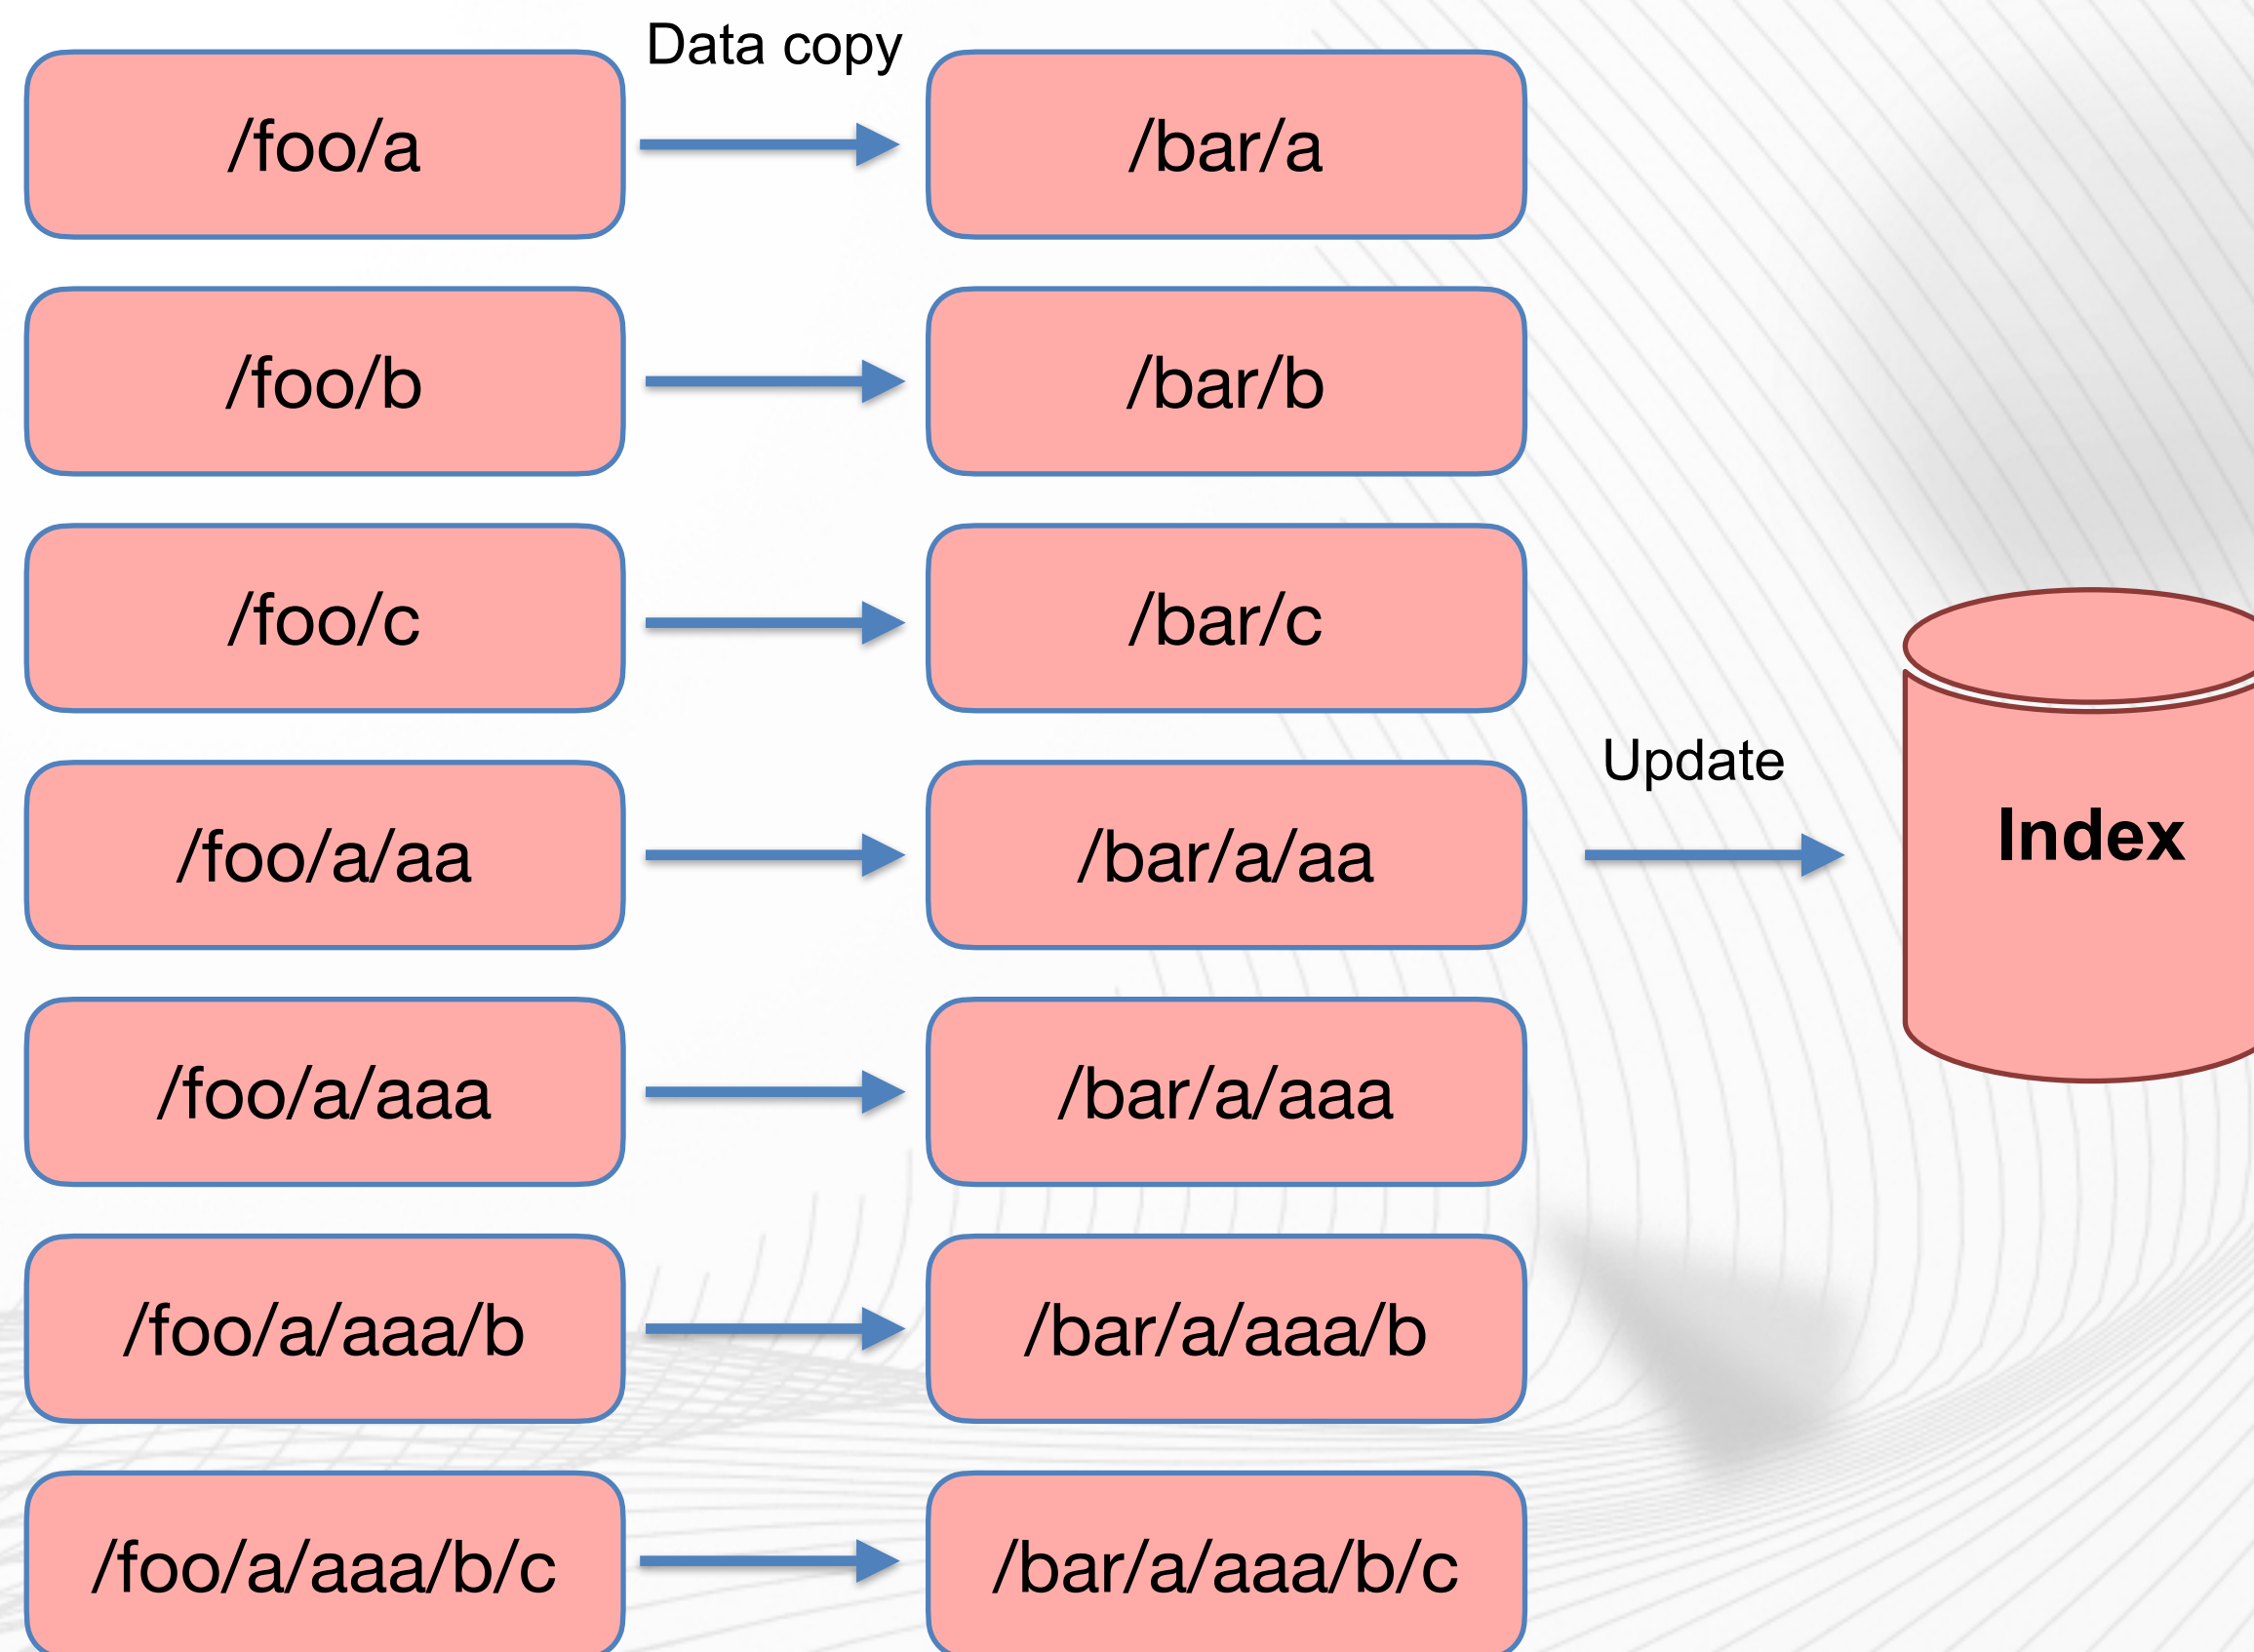 Data copy
/foo/a
/bar/a
/foo/b
/bar/b
/foo/c
/bar/c
Update
Index
/foo/a/aa
/bar/a/aa
/foo/a/aaa
/bar/a/aaa
/foo/a/aaa/b
/bar/a/aaa/b
/foo/a/aaa/b/c
/bar/a/aaa/b/c